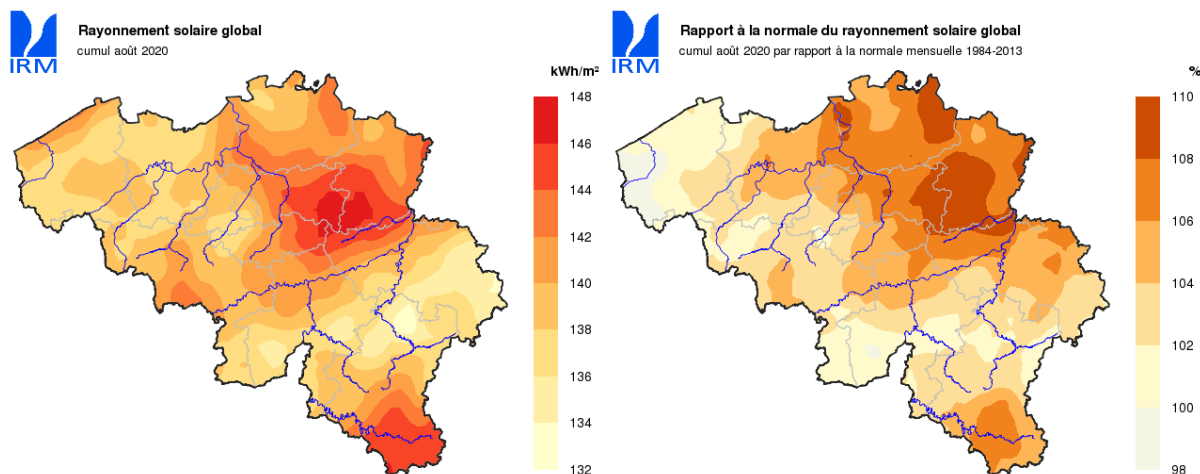 IRM
Rayonnement solaire global
cumul août 2020
kWh/m²
148
146
144
142
140
138
136
134
132
IRM
Rapport à la normale du rayonnement solaire global
cumul août 2020 par rapport à la normale mensuelle 1984-2013
%
110
108
106
104
102
100
98